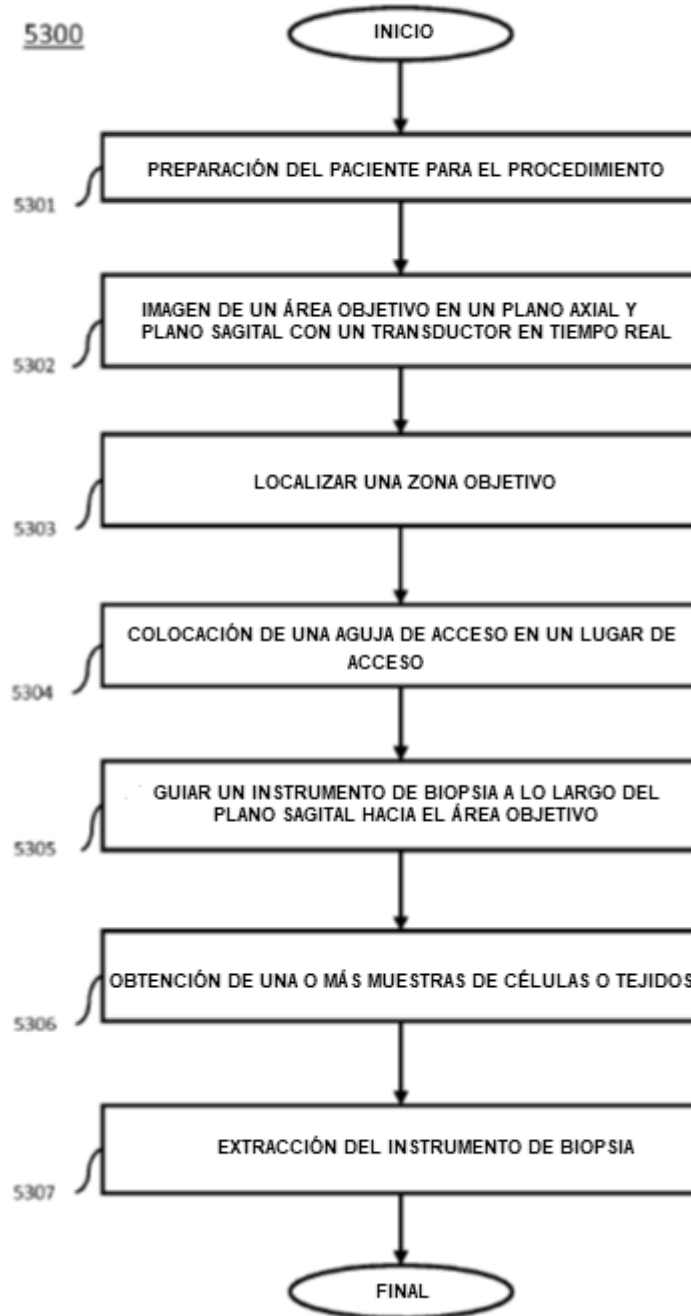 5300
INICIO
PREPARACIÓN DEL PACIENTE PARA EL PROCEDIMIENTO
5301
IMAGEN DE UN ÁREA OBJETIVO EN UN PLANO AXIAL Y
PLANO SAGITAL CON UN TRANSDUCTOR EN TIEMPO REAL
5302
LOCALIZAR UNA ZONA OBJETIVO
5303
COLOCACIÓN DE UNA AGUJA DE ACCESO EN UN LUGAR DE
ACCESO
5304
GUIAR UN INSTRUMENTO DE BIOPSIA A LO LARGO DEL
PLANO SAGITAL HACIA EL ÁREA OBJETIVO
5305
OBTENCIÓN DE UNA O MÁS MUESTRAS DE CÉLULAS O TEJIDOS
5306
EXTRACCIÓN DEL INSTRUMENTO DE BIOPSIA
5307
FINAL